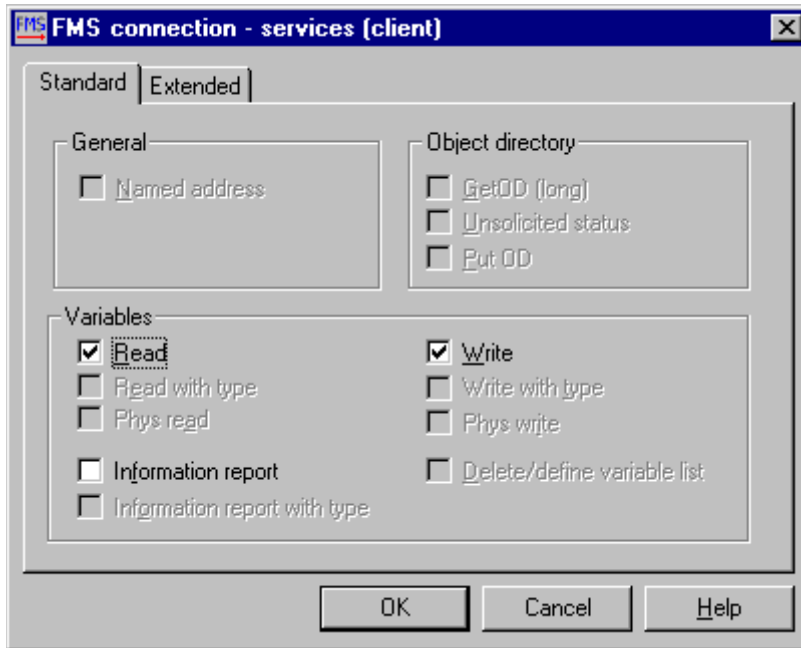 FMS FMS connection - services (client)
Standard Extended
General
Named address
Object directory
GetOD (long)
Unsolicited status
Put OD
Variables
Read Write
Read with type Write with type
Phys read Phys write
Information report Delete/define variable list
Information report with type
OK Cancel Help